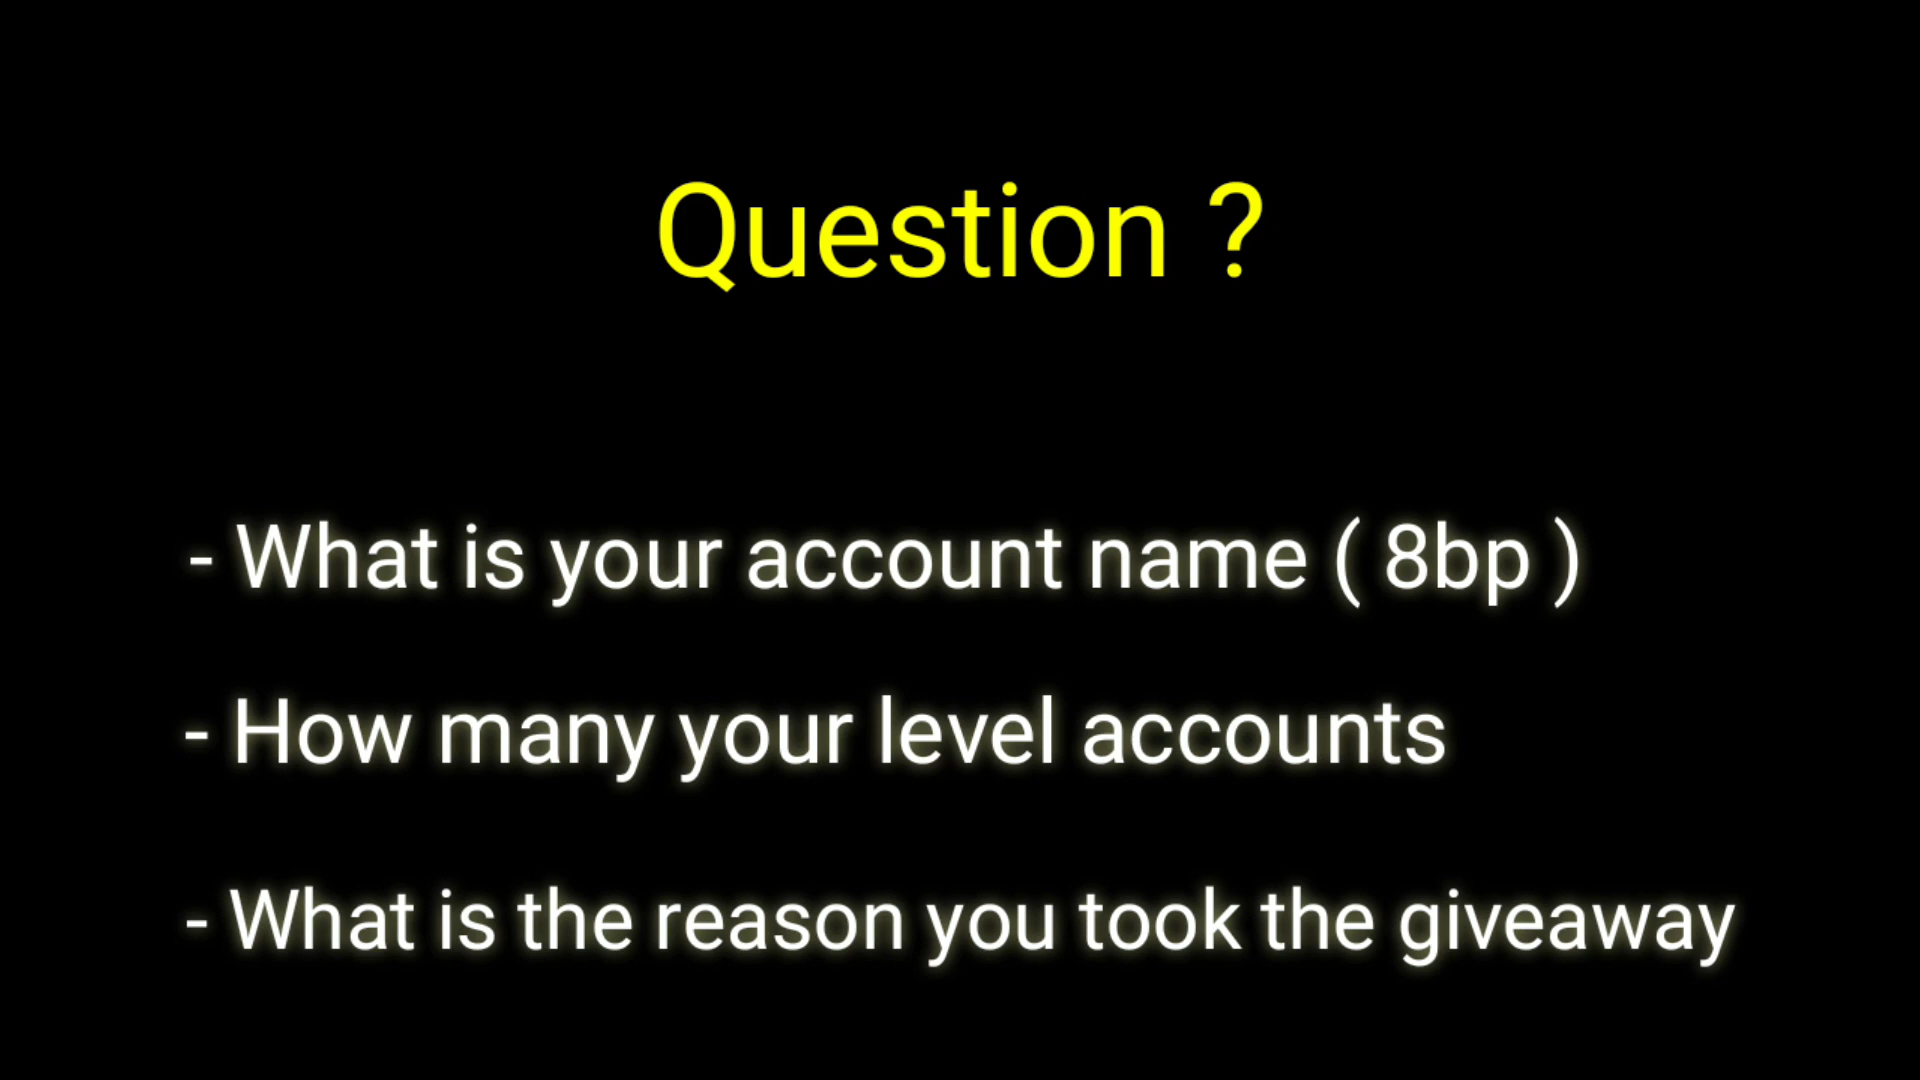 Question ?
- What is your account name ( 8bp )
- How many your level accounts
- What is the reason you took the giveaway